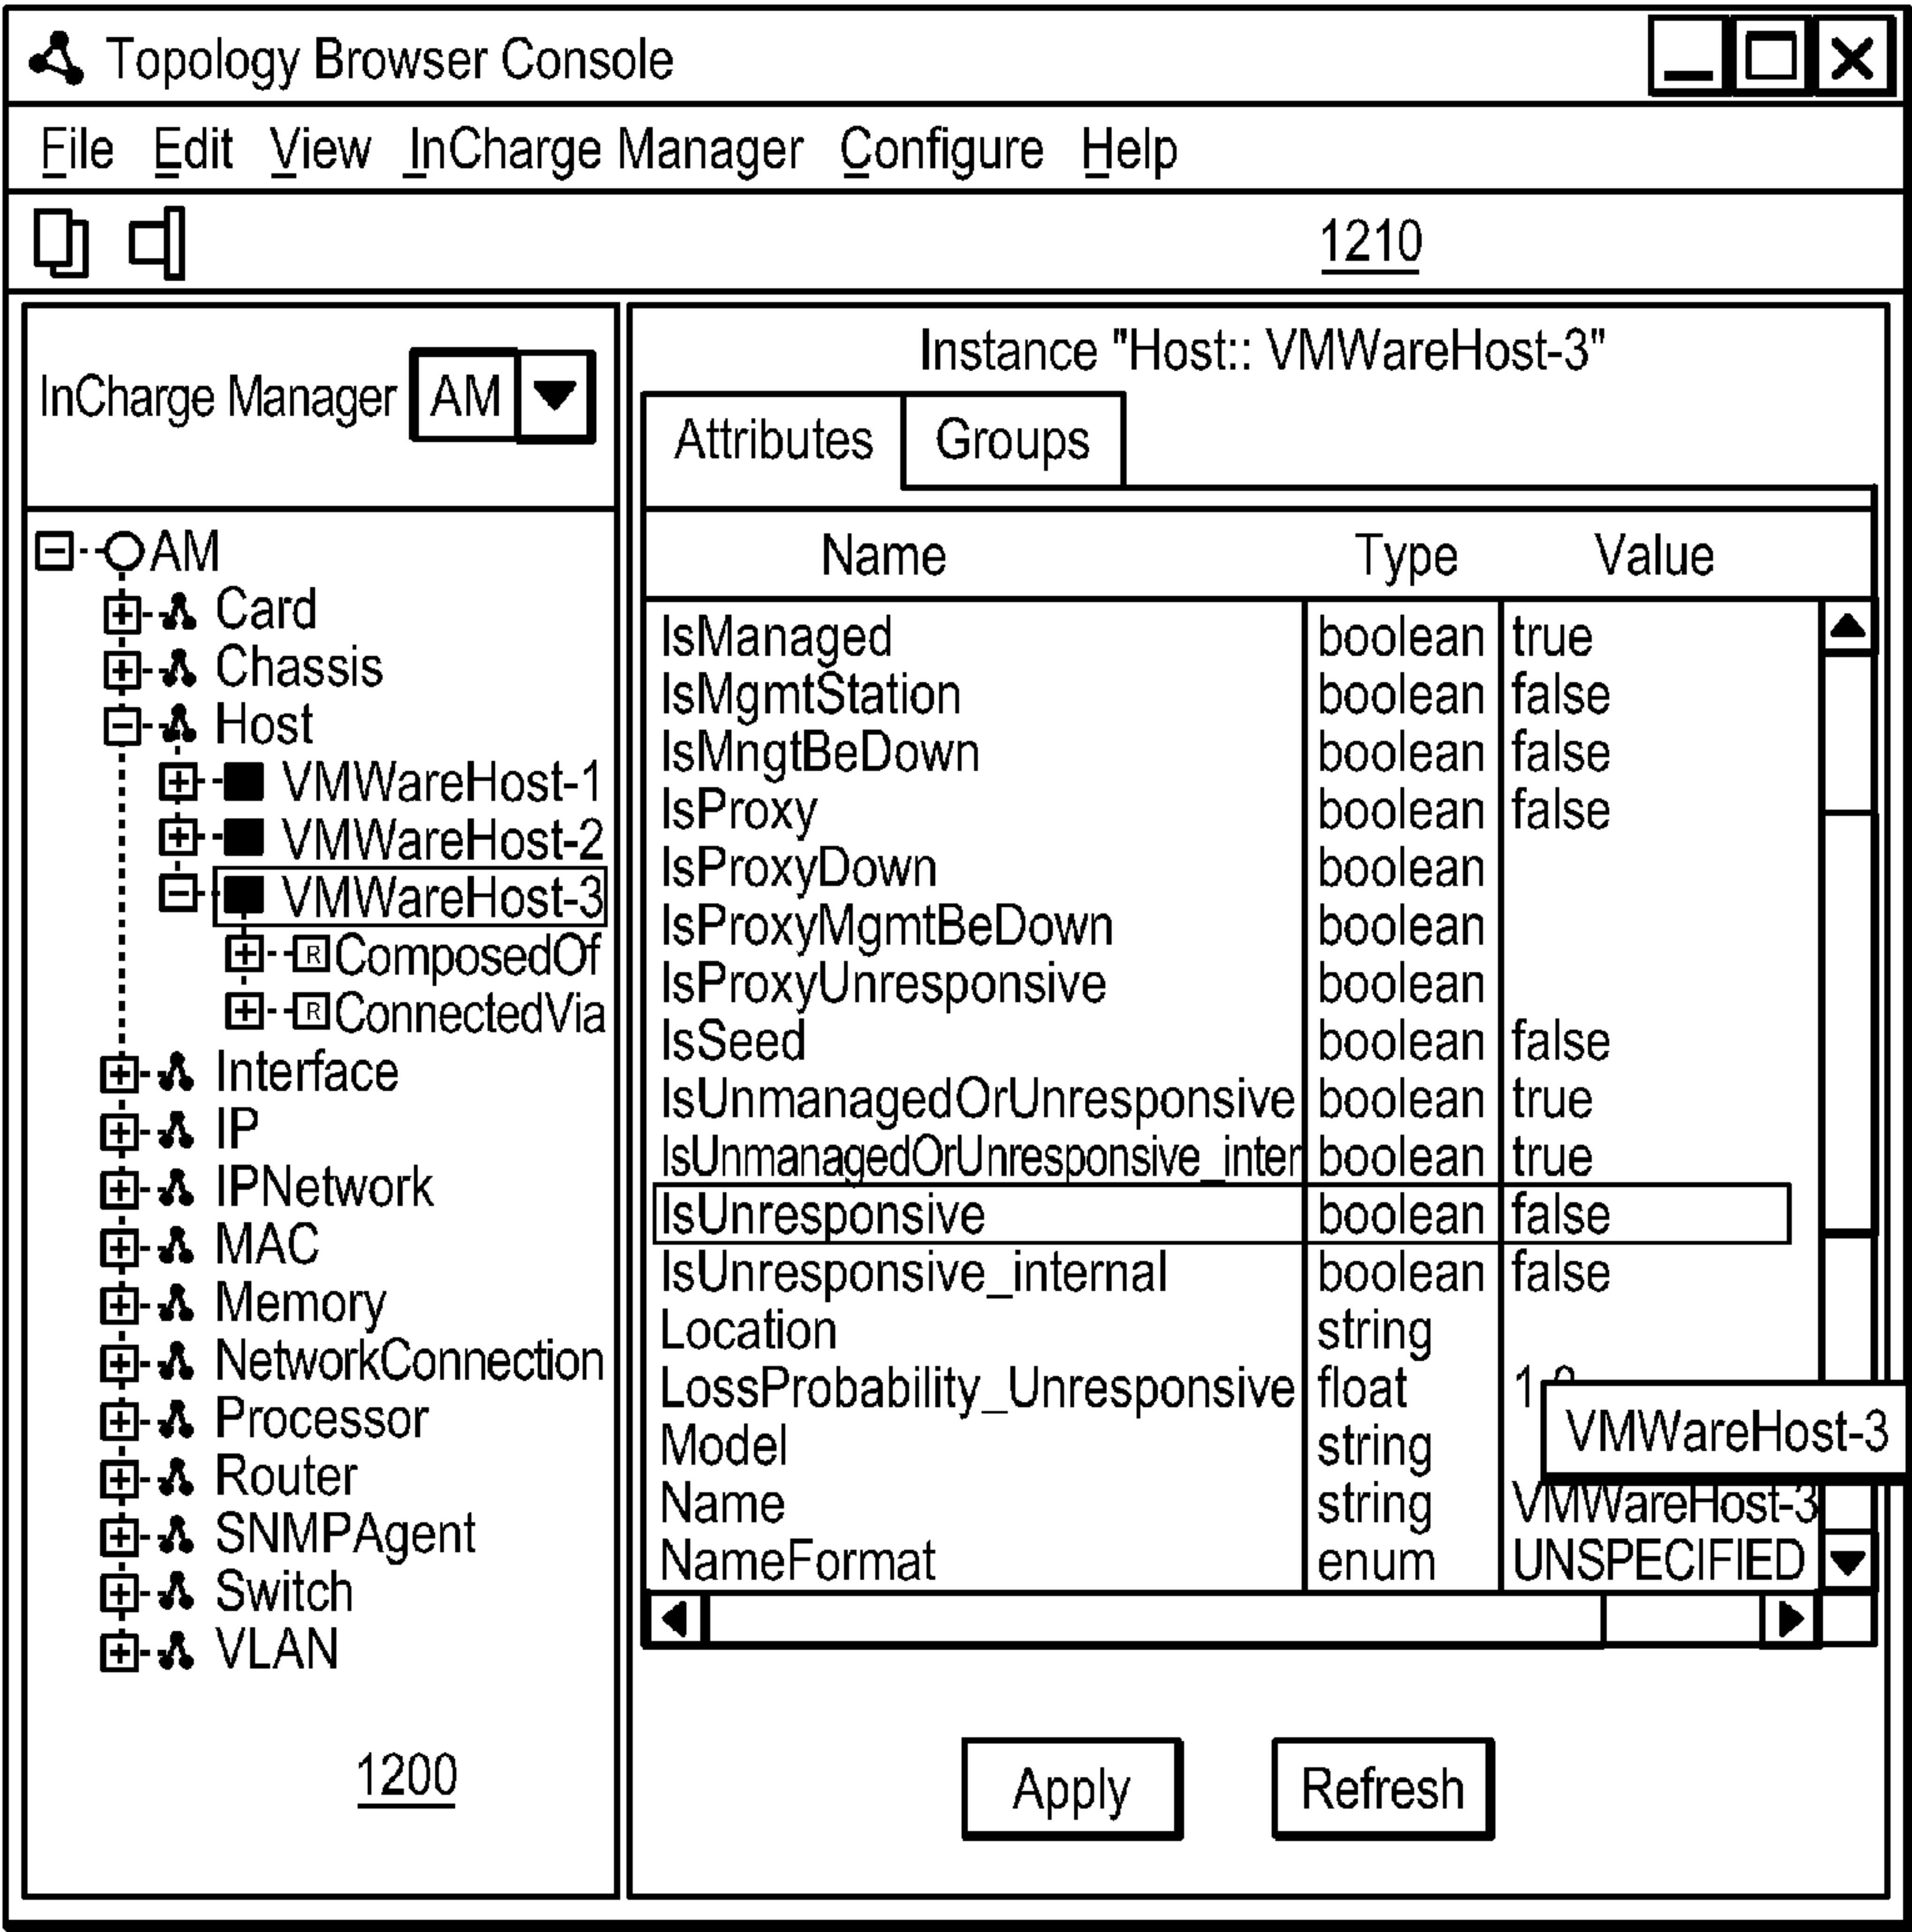 Topology Browser Console
File Edit View InCharge Manager Configure Help
1210
InCharge Manager AM
AM
Card
Chassis
Host
VMWareHost-1
VMWareHost-2
VMWareHost-3
R ComposedOf
R ConnectedVia
Interface
IP
IPNetwork
MAC
Memory
NetworkConnection
Processor
Router
SNMPAgent
Switch
VLAN
1200
Instance "Host:: VMWareHost-3"
Attributes Groups
Name Type Value
IsManaged boolean true
IsMgmtStation boolean false
IsMngtBeDown boolean false
IsProxy boolean false
IsProxyDown boolean
IsProxyMgmtBeDown boolean
IsProxyUnresponsive boolean
IsSeed boolean false
IsUnmanagedOrUnresponsive boolean true
IsUnmanagedOrUnresponsive_inter boolean true
IsUnresponsive boolean false
IsUnresponsive_internal boolean false
Location string
LossProbability_Unresponsive float
VMWareHost-3
Model string
Name string VMWareHost-3
NameFormat enum UNSPECIFIED
Apply Refresh